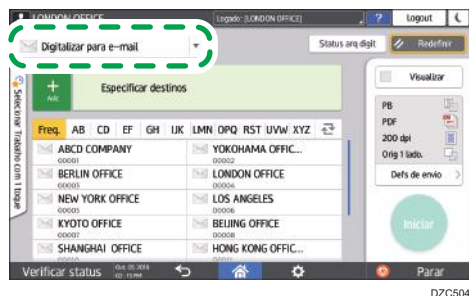 LONDON OFFICE
Logado: [LONDON OFFICE]
?
Logout
Digitalizar para e-mail
Status arq digit
Redefinir
Selecionar Trabalho com 1 toque
Especificar destinos
Visualizar
PB
PDF
200 dpi
Orig 1 lado.
Defs de envio
Freq. AB CD EF GH IJK LMN OPQ RST UVW XYZ
ABCD COMPANY
00001
YOKOHAMA OFFIC...
00002
BERLIN OFFICE
00003
LONDON OFFICE
00004
NEW YORK OFFICE
00005
LOS ANGELES
00006
KYOTO OFFICE
00007
BEIJING OFFICE
00008
SHANGHAI OFFICE
HONG KONG OFFIC...
Iniciar
Verificar status
Parar
DZC504